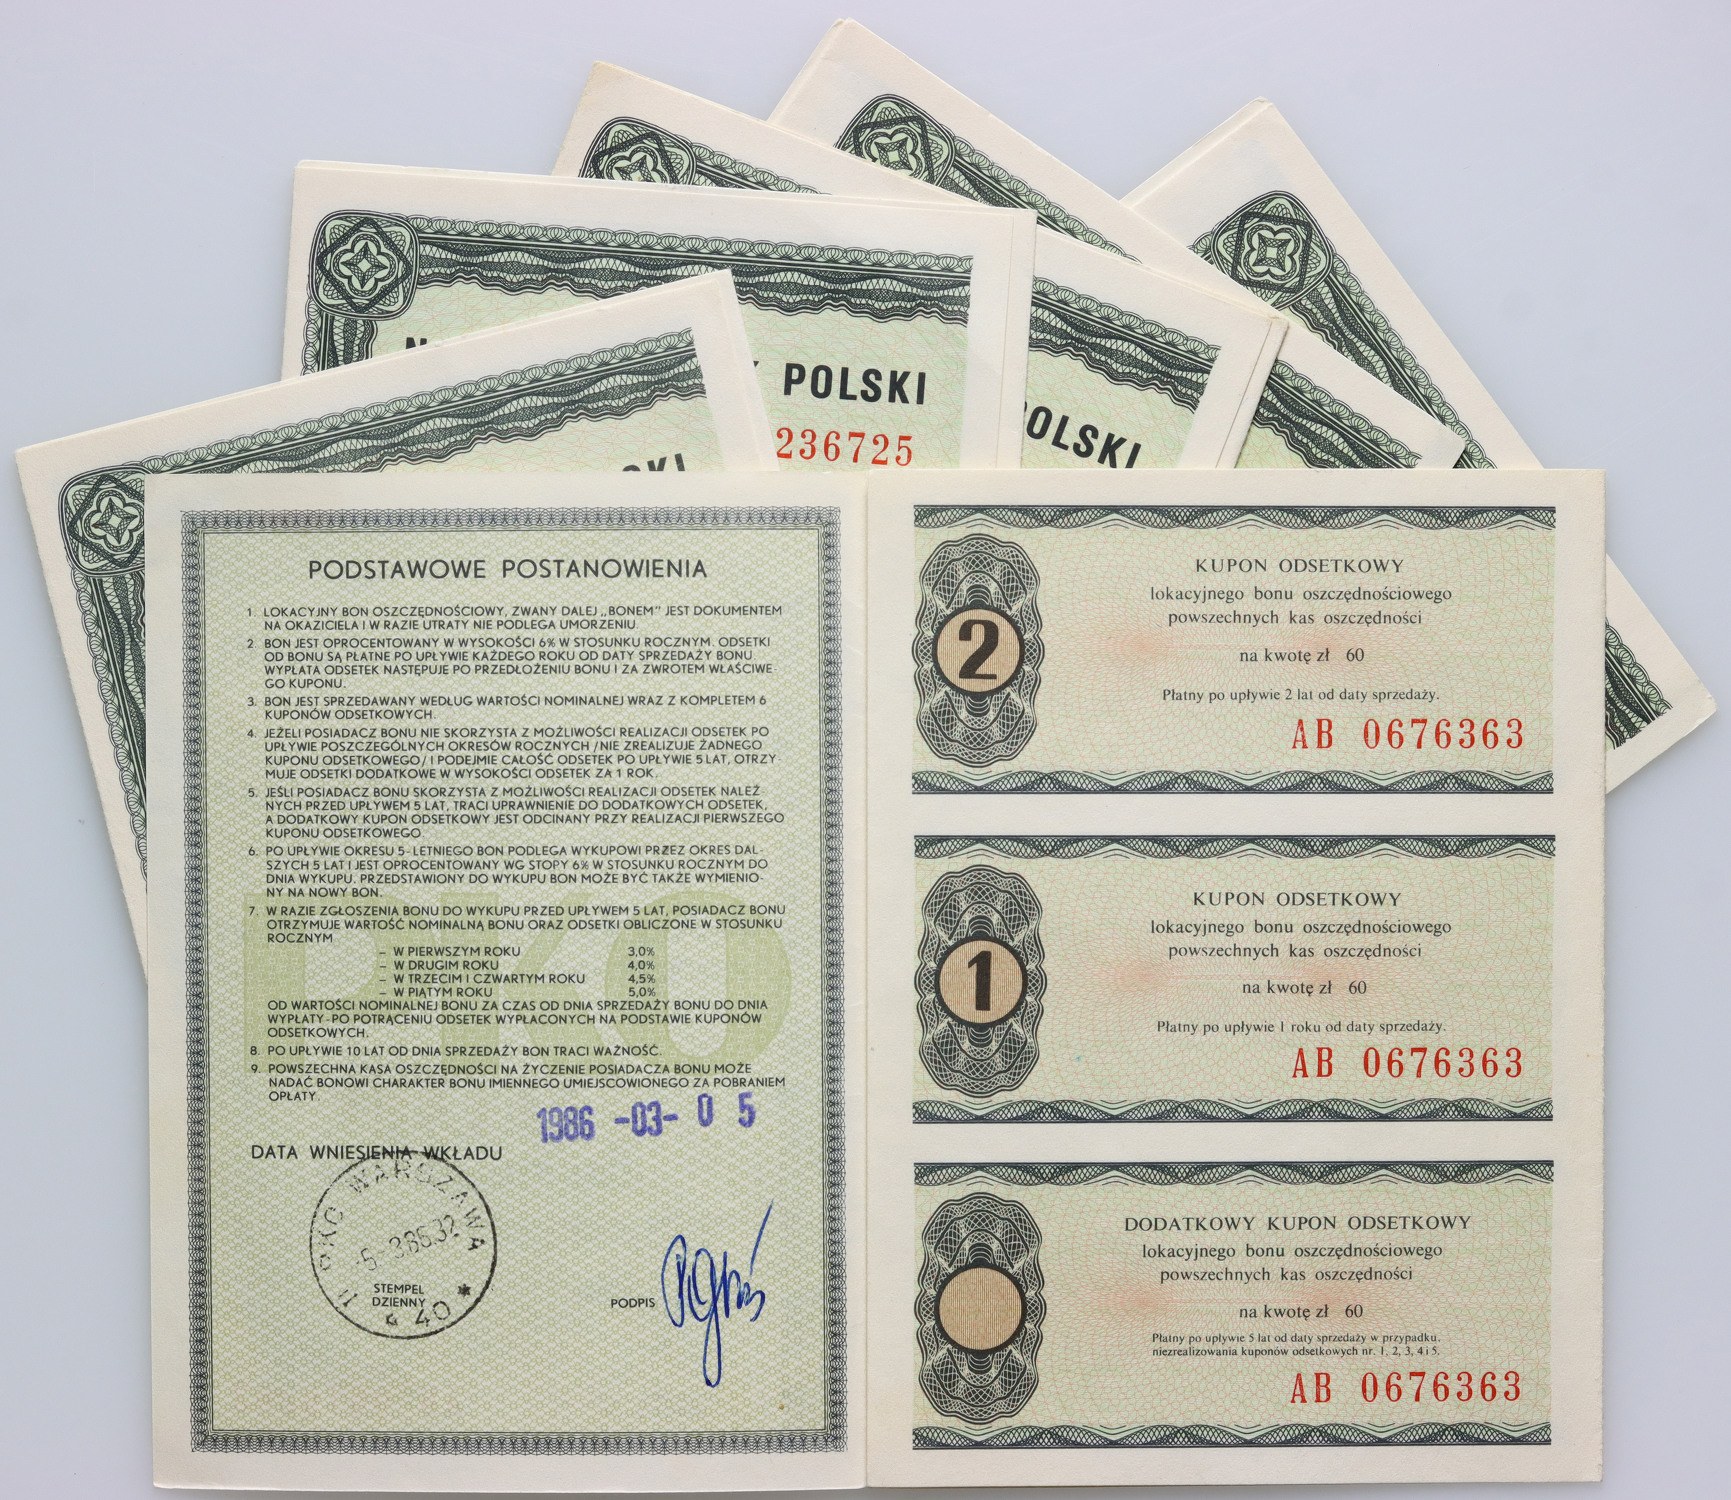 POLSKI
236725
POLSKI
SKI
PODSTAWOWE POSTANOWIENIA
1. LOKACYJNY BON OSZCZĘDNOŚCIOWY, ZWANY DALEJ „BONEM" JEST DOKUMENTEM
NA OKAZICIELA I W RAZIE UTRATY NIE PODLEGA UMORZENIU.
2. BON JEST OPROCENTOWANY W WYSOKOŚCI 6% W STOSUNKU ROCZNYM. ODSETKI
OD BONU SĄ PŁATNE PO UPŁYWIE KAŻDEGO ROKU OD DATY SPRZEDAŻY BONU
WYPŁATA ODSETEK NASTĘPUJE PO PRZEDŁOŻENIU BONU I ZA ZWROTEM WŁAŚCIWE-
GO KUPONU.
3. BON JEST SPRZEDAWANY WEDŁUG WARTOŚCI NOMINALNEJ WRAZ Z KOMPLETEM 6
KUPONÓW ODSETKOWYCH.
4. JEŻELI POSIADACZ BONU NIE SKORZYSTA Z MOŻLIWOŚCI REALIZACJI ODSETEK PO
UPŁYWIE POSZCZEGÓLNYCH OKRESÓW ROCZNYCH /NIE ZREALIZUJE ŻADNEGO
KUPONU ODSETKOWEGO/ I PODEJMIE CAŁOŚĆ ODSETEK PO UPŁYWIE 5 LAT, OTRZY-
MUJE ODSETKI DODATKOWE W WYSOKOŚCI ODSETEK ZA 1 ROK.
5. JEŚLI POSIADACZ BONU SKORZYSTA Z MOŻLIWOŚCI REALIZACJI ODSETEK NALEŻ-
NYCH PRZED UPŁYWEM 5 LAT, TRACI UPRAWNIENIE DO DODATKOWYCH ODSETEK,
A DODATKOWY KUPON ODSETKOWY JEST ODCINANY PRZY REALIZACJI PIERWSZEGO
KUPONU ODSETKOWEGO.
6. PO UPŁYWIE OKRESU 5-LETNIEGO BON PODLEGA WYKUPOWI PRZEZ OKRES DAL-
SZYCH 5 LAT I JEST OPROCENTOWANY WG STOPY 6% W STOSUNKU ROCZNYM DO
DNIA WYKUPU. PRZEDSTAWIONY DO WYKUPU BON MOŻE BYĆ TAKŻE WYMIENIO-
NY NA NOWY BON.
7. W RAZIE ZGŁOSZENIA BONU DO WYKUPU PRZED UPŁYWEM 5 LAT, POSIADACZ BONU
OTRZYMUJE WARTOŚĆ NOMINALNĄ BONU ORAZ ODSETKI OBLICZONE W STOSUNKU
ROCZNYM
– W PIERWSZYM ROKU 3,0%
– W DRUGIM ROKU 4,0%
– W TRZECIM I CZWARTYM ROKU 4,5%
– W PIĄTYM ROKU 5,0%
OD WARTOŚCI NOMINALNEJ BONU ZA CZAS OD DNIA SPRZEDAŻY BONU DO DNIA
WYPŁATY-PO POTRĄCENIU ODSETEK WYPŁACONYCH NA PODSTAWIE KUPONÓW
ODSETKOWYCH.
8. PO UPŁYWIE 10 LAT OD DNIA SPRZEDAŻY BON TRACI WAŻNOŚĆ.
9. POWSZECHNA KASA OSZCZĘDNOŚCI NA ŻYCZENIE POSIADACZA BONU MOŻE
NADAĆ BONOWI CHARAKTER BONU IMIENNEGO UMIEJSCOWIONEGO ZA POBRANIEM
OPŁATY.
PKO
1986 -03- 0 5
DATA WNIESIENIA WKŁADU
WARSZAWA
STEMPEL
DZIENNY
40
PODPIS
2
KUPON ODSETKOWY
lokacyjnego bonu oszczędnościowego
powszechnych kas oszczędności
na kwotę zł 60
Płatny po upływie 2 lat od daty sprzedaży.
AB 0676363
1
KUPON ODSETKOWY
lokacyjnego bonu oszczędnościowego
powszechnych kas oszczędności
na kwotę zł 60
Płatny po upływie 1 roku od daty sprzedaży.
AB 0676363
DODATKOWY KUPON ODSETKOWY
lokacyjnego bonu oszczędnościowego
powszechnych kas oszczędności
na kwotę zł 60
Płatny po upływie 5 lat od daty sprzedaży w przypadku.
niezrealizowania kuponów odsetkowych nr. 1, 2, 3, 4 i 5.
AB 0676363